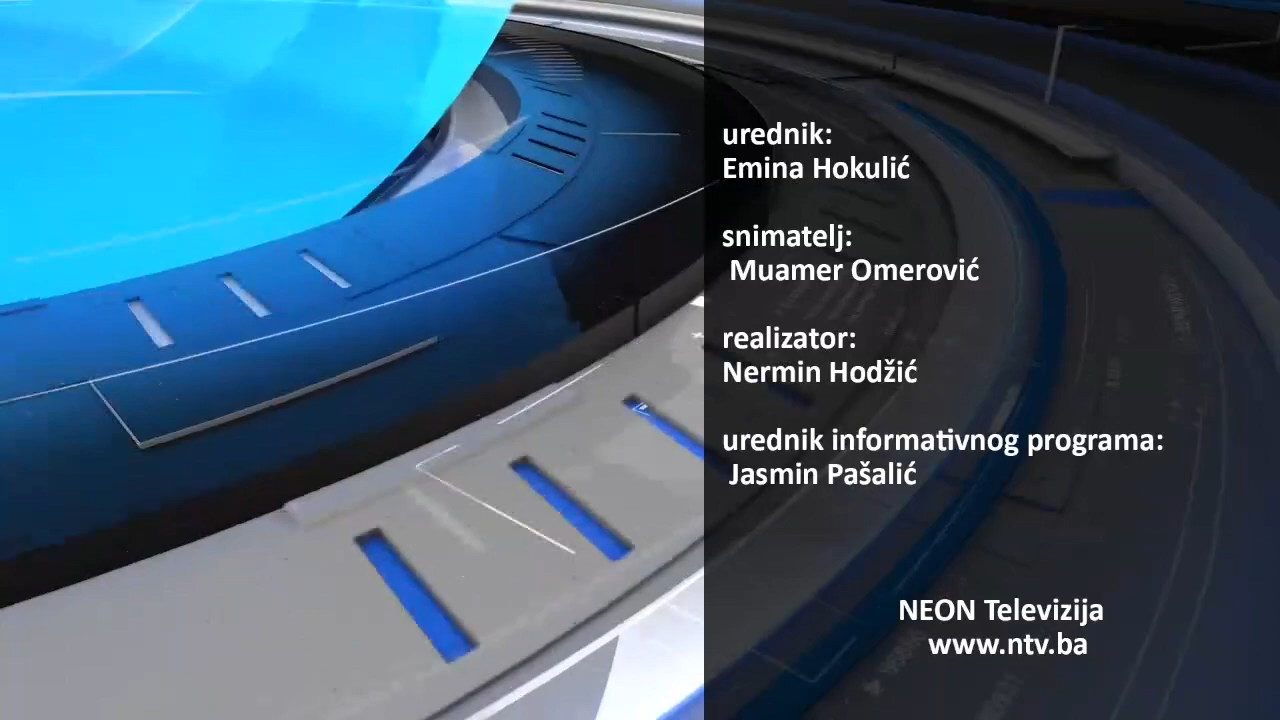 urednik:
Emina Hokulić
snimatelj:
Muamer Omerović
realizator:
Nermin Hodžić
urednik informativnog programa:
Jasmin Pašalić
NEON Televizija
www.ntv.ba